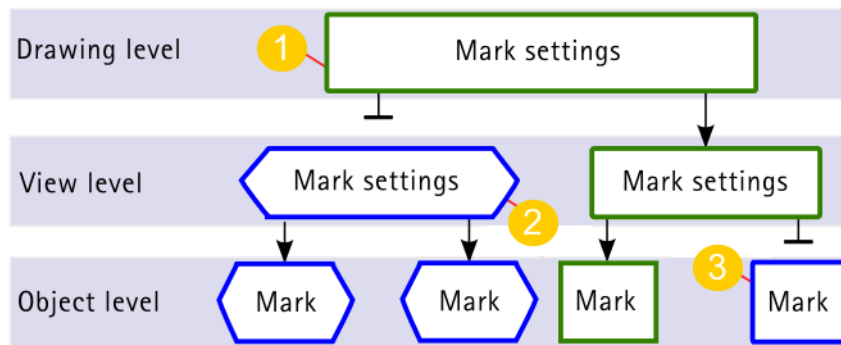 Drawing level
1
Mark settings
View level
Mark settings
Mark settings
2
Object level
Mark
Mark
Mark
3
Mark